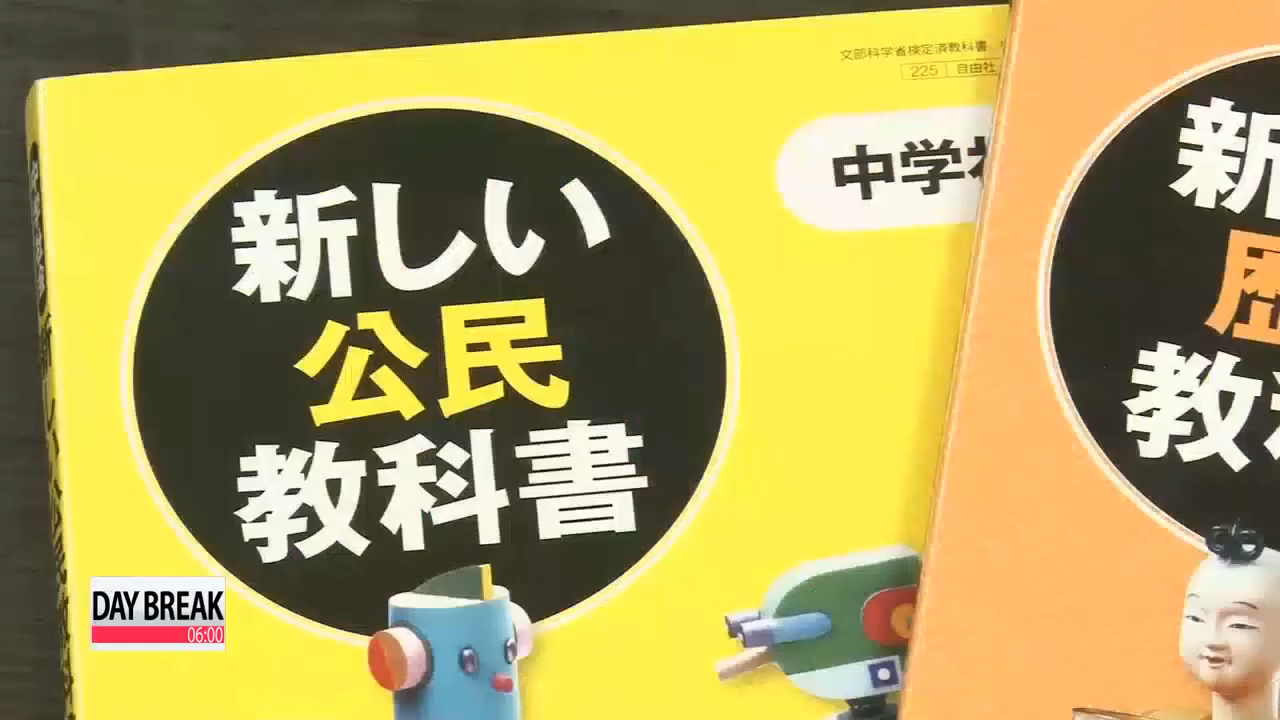 文部科学省検定済教科書
225 自由社
中学
新しい
公民
教科書
新
歴
教
DAY BREAK
06:00